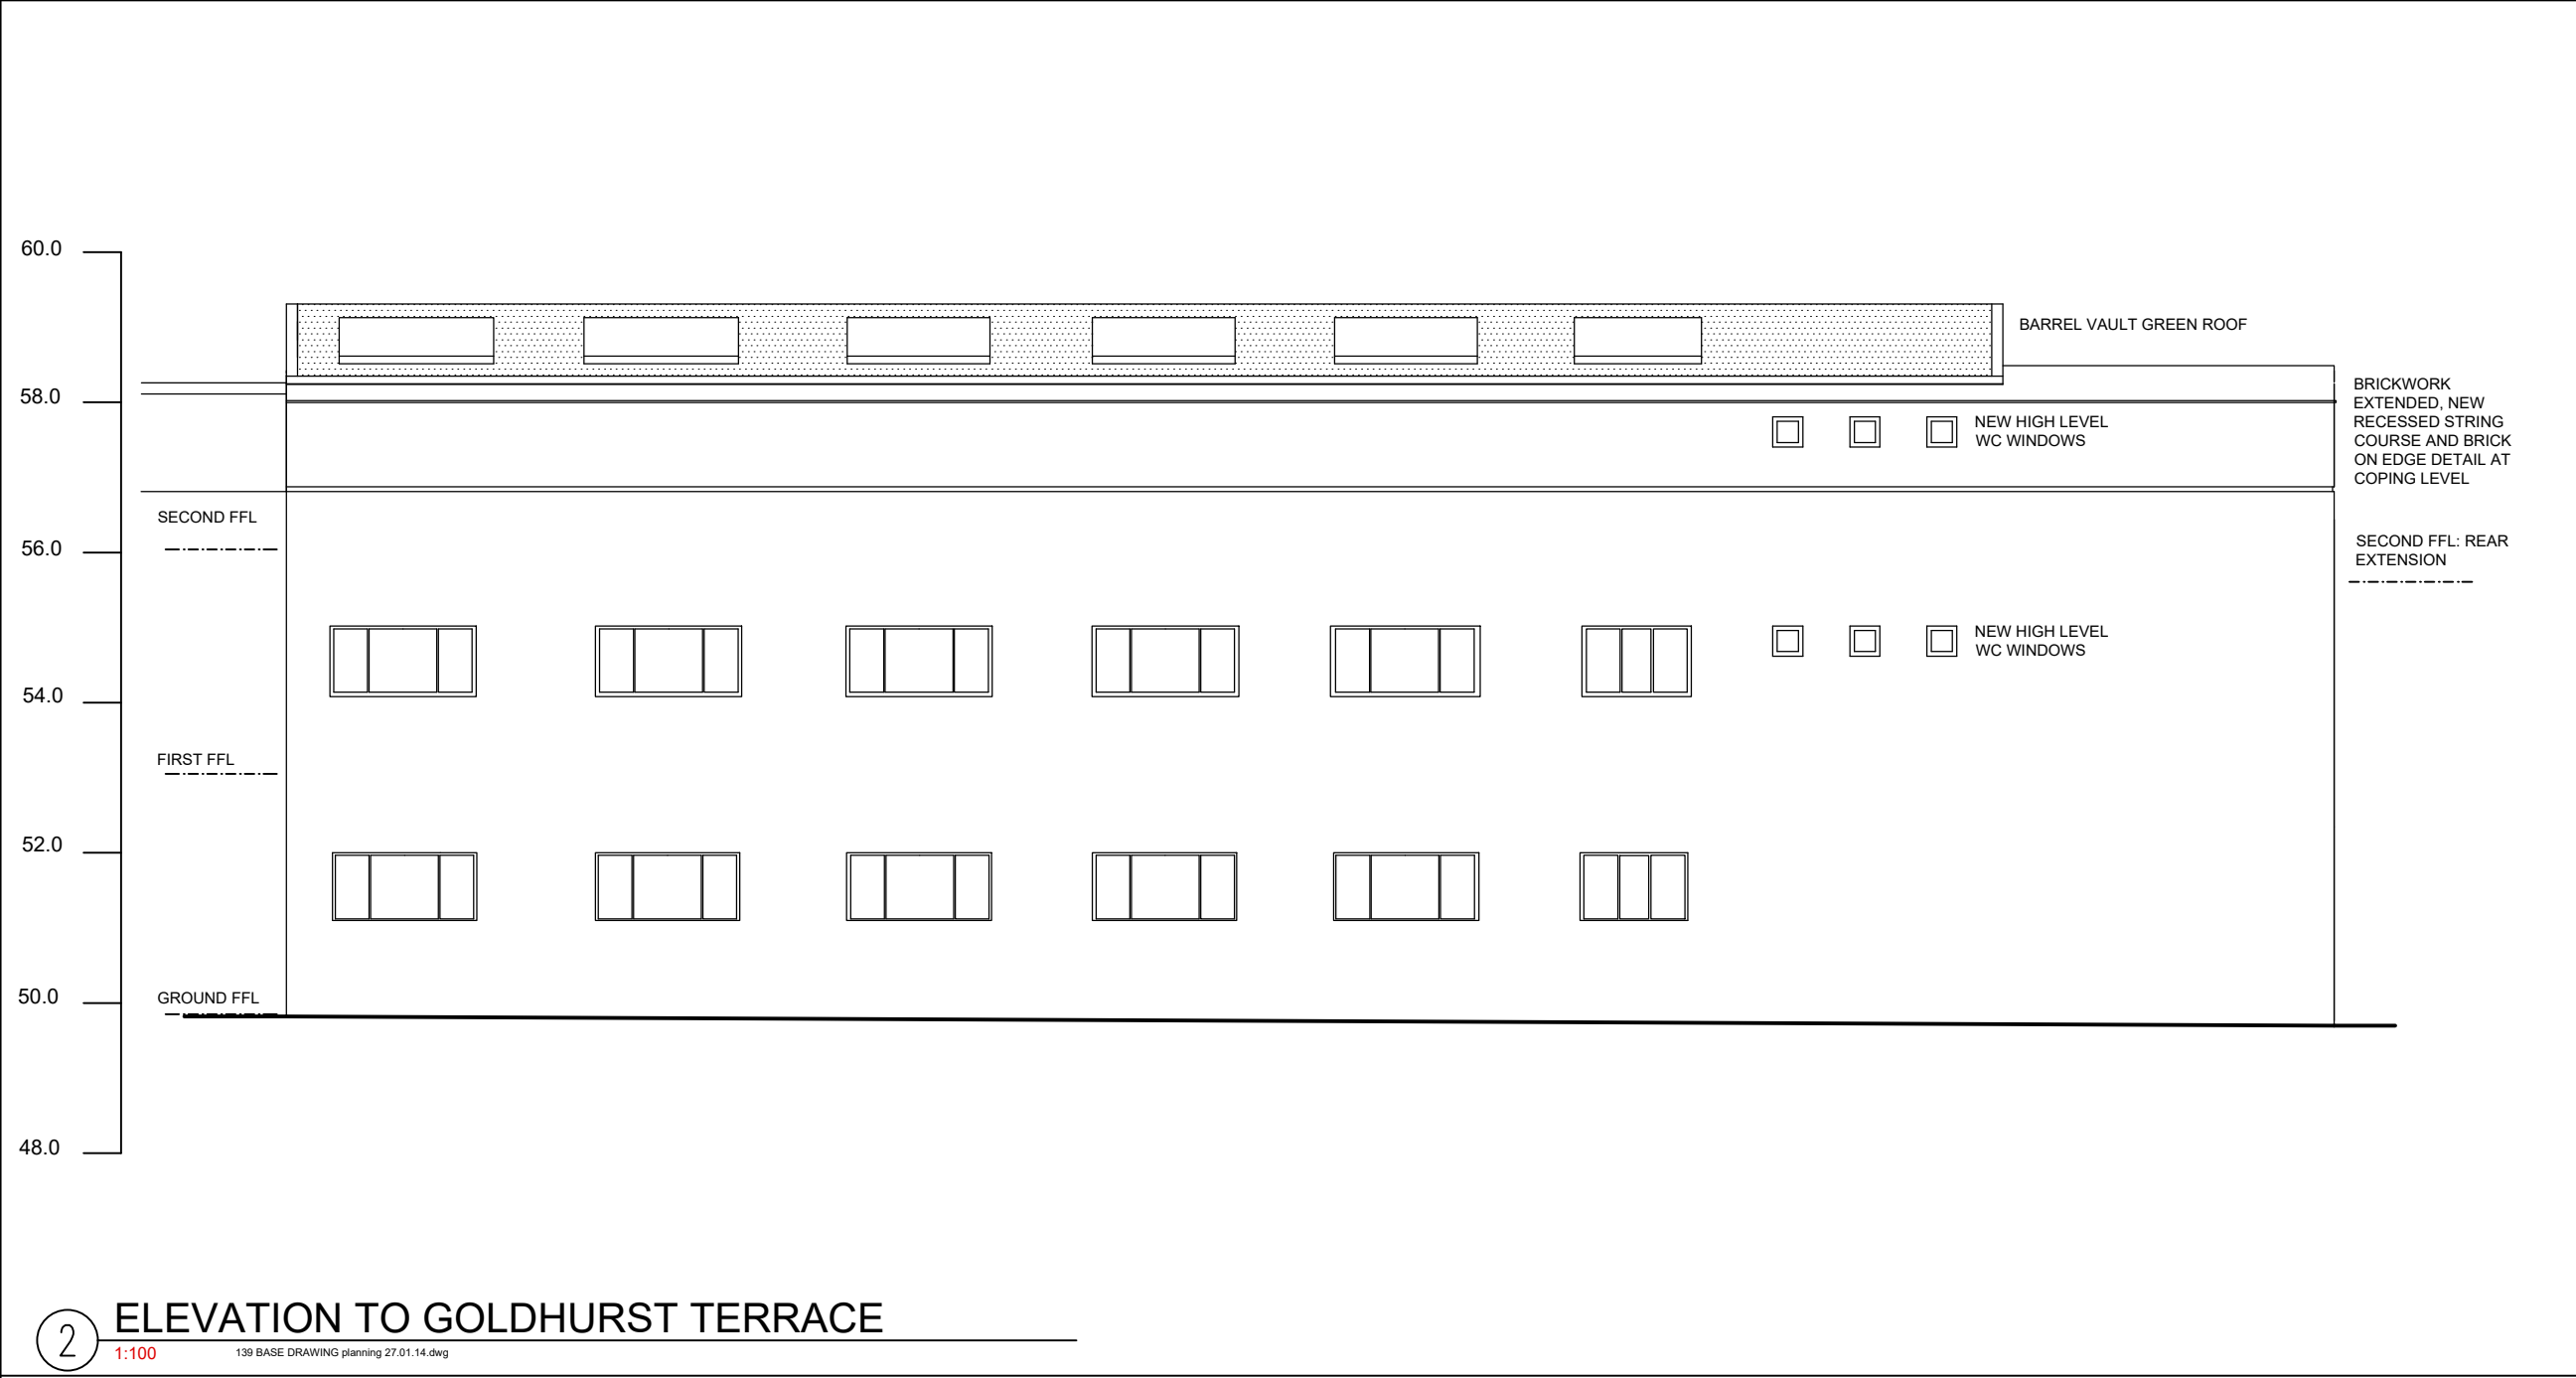 60.0
BARREL VAULT GREEN ROOF
58.0
BRICKWORK
EXTENDED, NEW
RECESSED STRING
COURSE AND BRICK
ON EDGE DETAIL AT
COPING LEVEL
NEW HIGH LEVEL
WC WINDOWS
SECOND FFL
56.0
SECOND FFL: REAR
EXTENSION
NEW HIGH LEVEL
WC WINDOWS
54.0
FIRST FFL
52.0
50.0
GROUND FFL
48.0
2
ELEVATION TO GOLDHURST TERRACE
1:100
139 BASE DRAWING planning 27.01.14.dwg